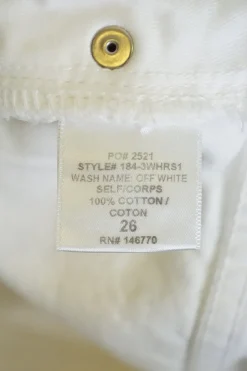 PO# 2521
STYLE# 184-3WHRS1
WASH NAME: OFF WHITE
SELF/CORPS
100% COTTON /
COTON
26
RN# 146770